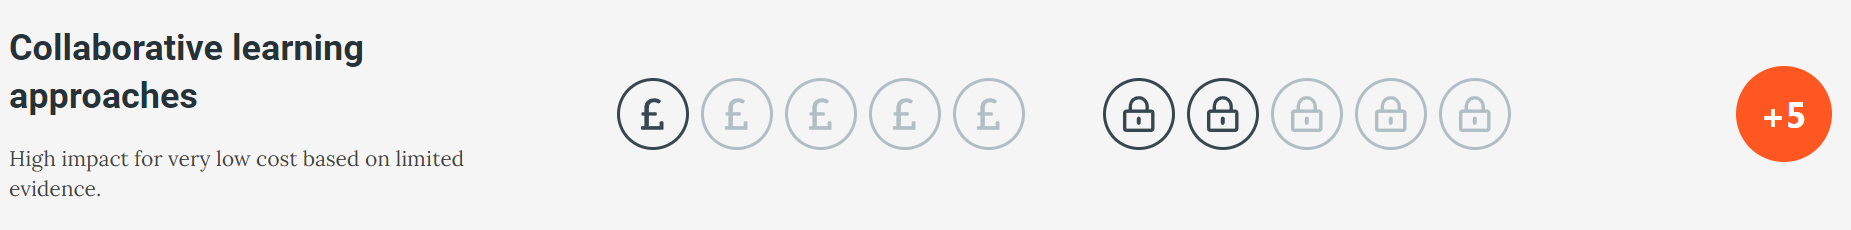 Collaborative learning
approaches
High impact for very low cost based on limited
evidence.
£ £ £ £ £
+5